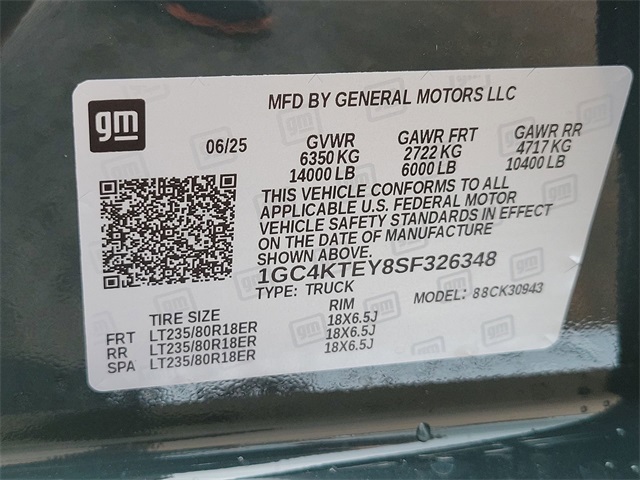 gm
MFD BY GENERAL MOTORS LLC
06/25 GVWR GAWR FRT GAWR RR
6350 KG 2722 KG 4717 KG
14000 LB 6000 LB 10400 LB
THIS VEHICLE CONFORMS TO ALL
APPLICABLE U.S. FEDERAL MOTOR
VEHICLE SAFETY STANDARDS IN EFFECT
ON THE DATE OF MANUFACTURE
SHOWN ABOVE.
1GC4KTEY8SF326348
TYPE: TRUCK MODEL: 88CK30943
TIRE SIZE RIM
FRT LT235/80R18ER 18X6.5J
RR LT235/80R18ER 18X6.5J
SPA LT235/80R18ER 18X6.5J